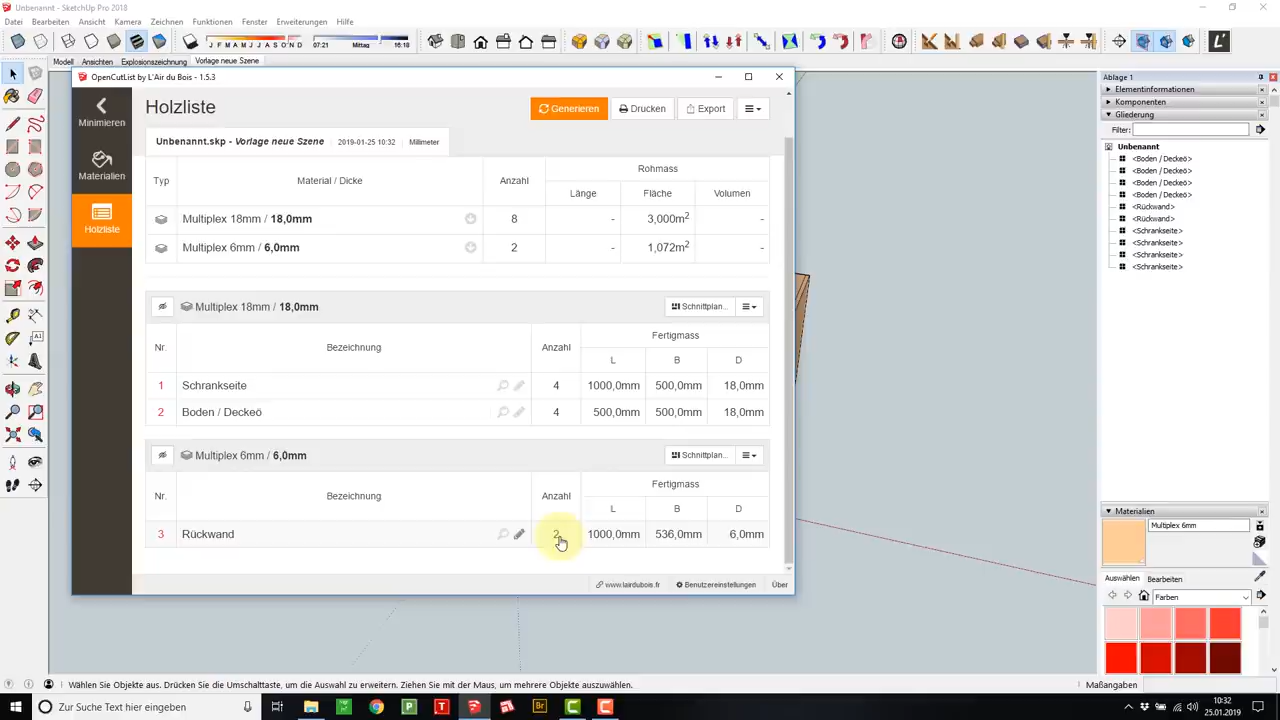 Unbenannt - SketchUp Pro 2018
Datei Bearbeiten Ansicht Kamera Zeichnen Funktionen Fenster Erweiterungen Hilfe
J F M A M J J A S O N D 07:21 Mittag 16:18
Modell Ansichten Explosionszeichnung Vorlage neue Szene
OpenCutList by L'Air du Bois - 1.5.3
Minimieren
Materialien
Holzliste
Holzliste
Generieren Drucken Export
Unbenannt.skp - Vorlage neue Szene 2019-01-25 10:32 Millimeter
Typ Material / Dicke Anzahl Rohmass
Länge Fläche Volumen
Multiplex 18mm / 18,0mm 8 - 3,000m² -
Multiplex 6mm / 6,0mm 2 - 1,072m² -
Multiplex 18mm / 18,0mm Schnittplan...
Nr. Bezeichnung Anzahl Fertigmass
L B D
1 Schrankseite 4 1000,0mm 500,0mm 18,0mm
2 Boden / Deckeö 4 500,0mm 500,0mm 18,0mm
Multiplex 6mm / 6,0mm Schnittplan...
Nr. Bezeichnung Anzahl Fertigmass
L B D
3 Rückwand 2 1000,0mm 536,0mm 6,0mm
www.lairdubois.fr Benutzereinstellungen Über
Ablage 1
Elementinformationen
Komponenten
Gliederung
Filter:
Unbenannt
<Boden / Deckeö>
<Boden / Deckeö>
<Boden / Deckeö>
<Boden / Deckeö>
<Rückwand>
<Rückwand>
<Schrankseite>
<Schrankseite>
<Schrankseite>
<Schrankseite>
Materialien
Multiplex 6mm
Auswählen Bearbeiten
Farben
Wählen Sie Objekte aus. Drücken Sie die Umschalttaste, um die Auswahl zu erweitern. Ziehen Sie mit der Maus, um mehrere Objekte auszuwählen.
Maßangaben
Zur Suche Text hier eingeben
10:32
25.01.2019